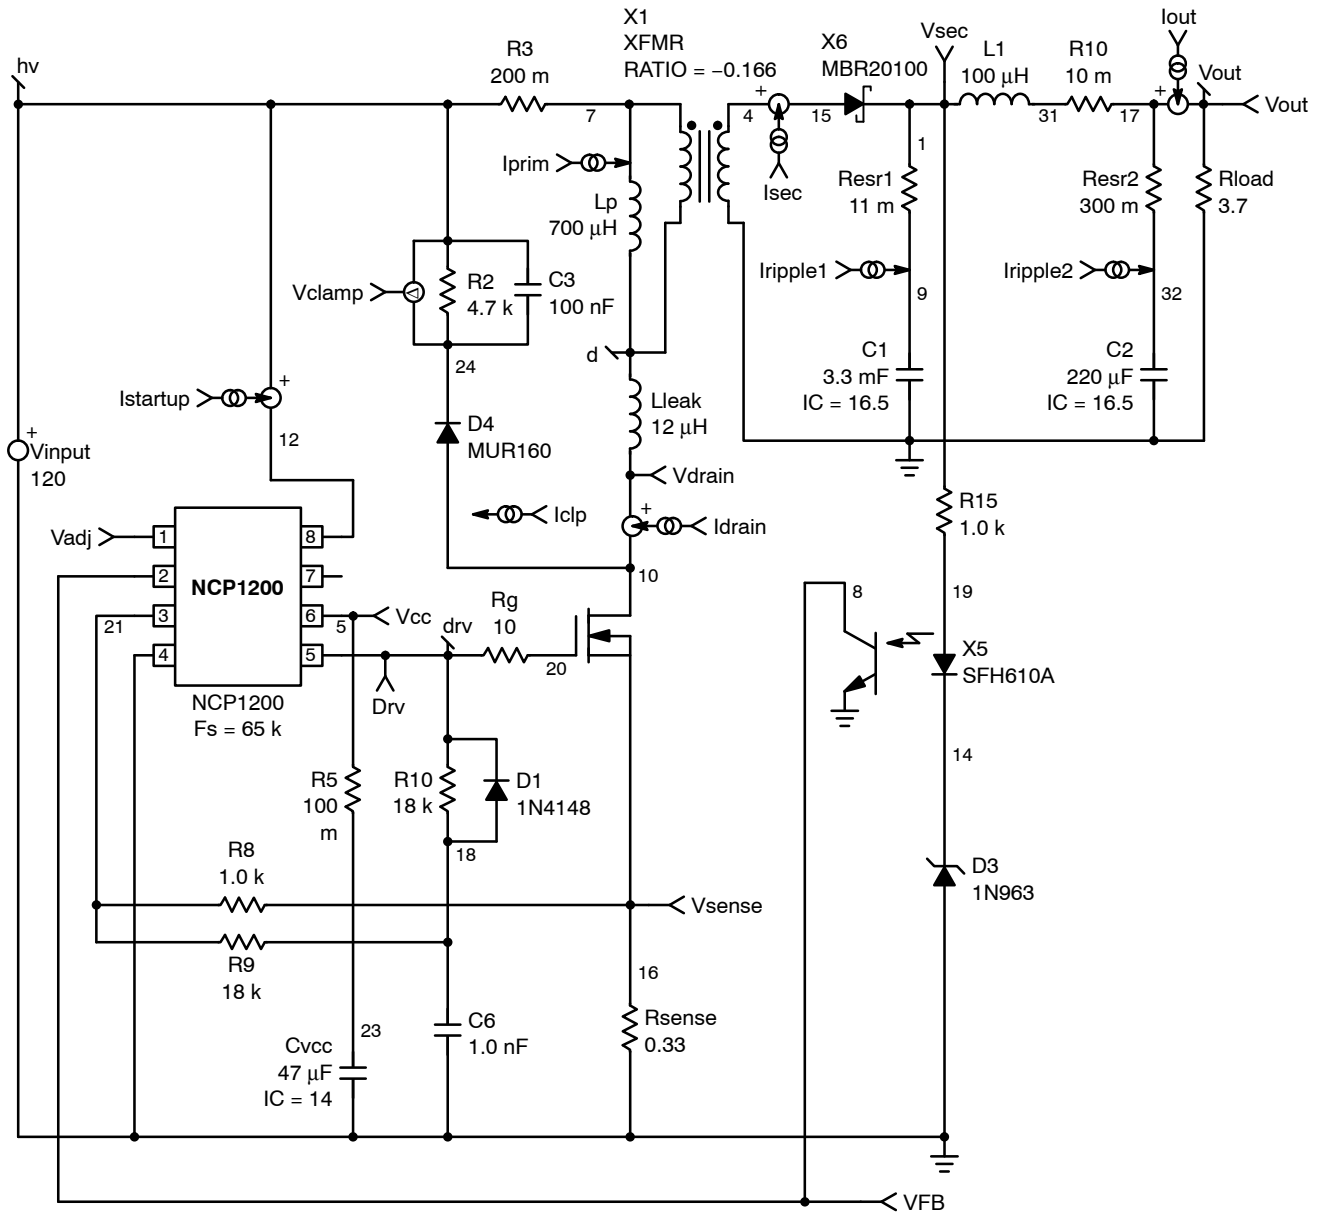 hv
R3
200 m
X1
XFMR
RATIO = −0.166
X6
MBR20100
Vsec
L1
100 μH
R10
10 m
Iout
Vout
Vout
7
+
4
15
31
+
17
1
Iprim
Isec
Lp
700 μH
Resr1
11 m
Resr2
300 m
Rload
3.7
Vclamp
R2
4.7 k
C3
100 nF
Iripple1
9
Iripple2
32
d
24
C1
3.3 mF
IC = 16.5
C2
220 μF
IC = 16.5
Istartup
+
12
Lleak
12 μH
D4
MUR160
+
Vinput
120
Vdrain
R15
1.0 k
Vadj
1
8
Iclp
+
Idrain
2
7
NCP1200
10
8
19
21
3
6
5
Vcc
drv
Rg
10
4
5
20
X5
SFH610A
NCP1200
Fs = 65 k
Drv
14
R5
100
m
R10
18 k
D1
1N4148
18
R8
1.0 k
D3
1N963
Vsense
R9
18 k
16
23
C6
1.0 nF
Rsense
0.33
Cvcc
47 μF
IC = 14
VFB